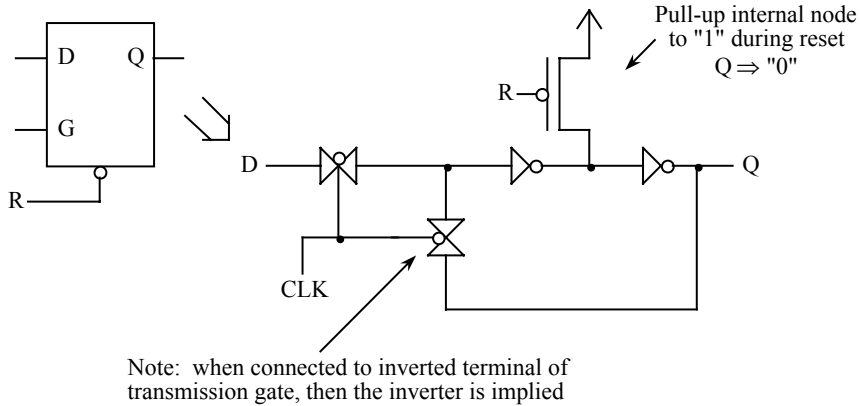 Pull-up internal node
to "1" during reset
Q ⇒ "0"
D Q
G
R
R
D
Q
CLK
Note: when connected to inverted terminal of
transmission gate, then the inverter is implied